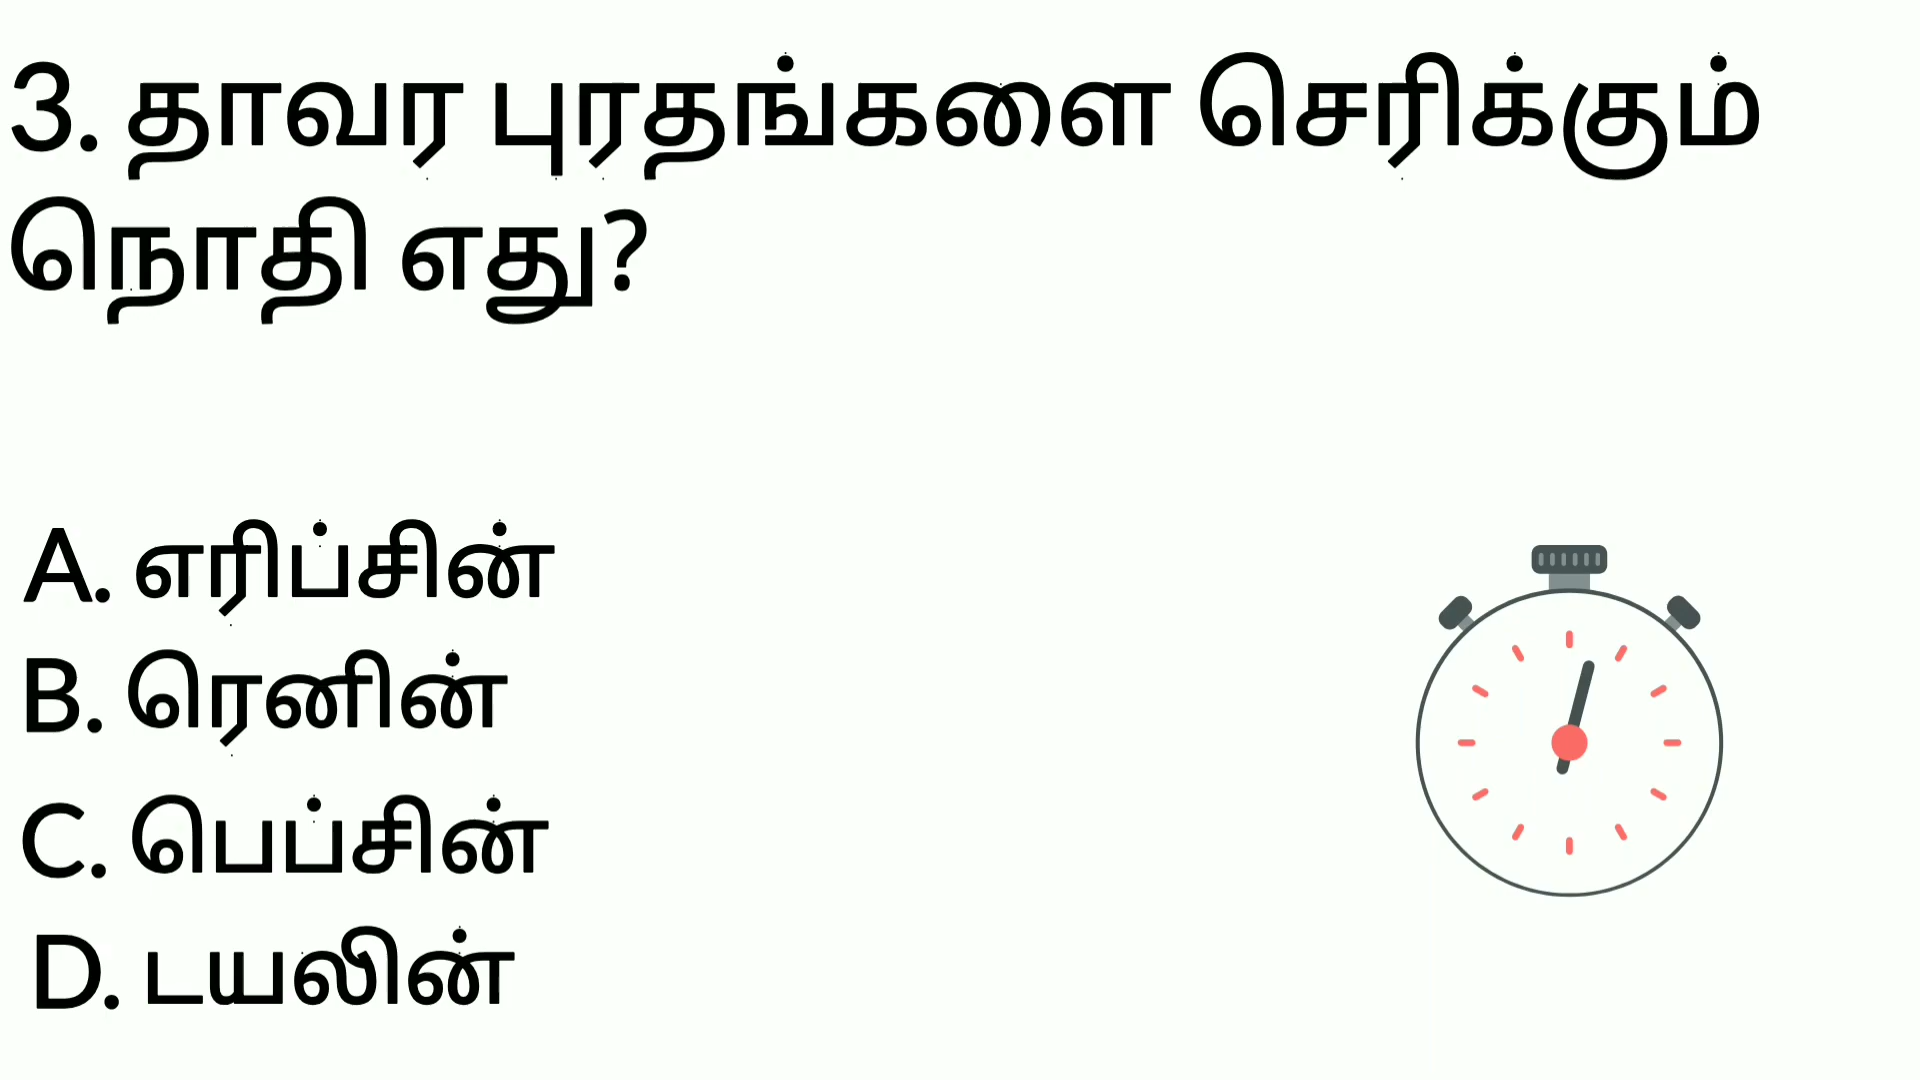 3. தாவர புரதங்களை செரிக்கும்
நொதி எது?
A. எரிப்சின்
B. ரெனின்
C. பெப்சின்
D. டயலின்